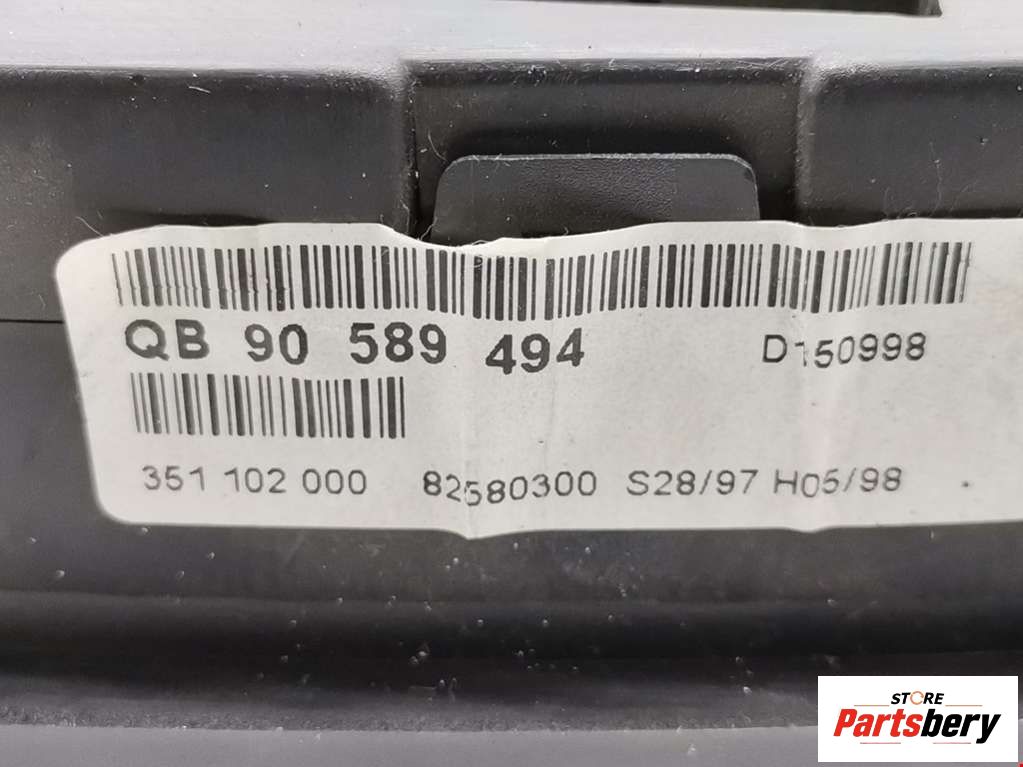 QB 90 589 494 D150998
351 102 000 82580300 S28/97 H05/98
STORE
Partsbery